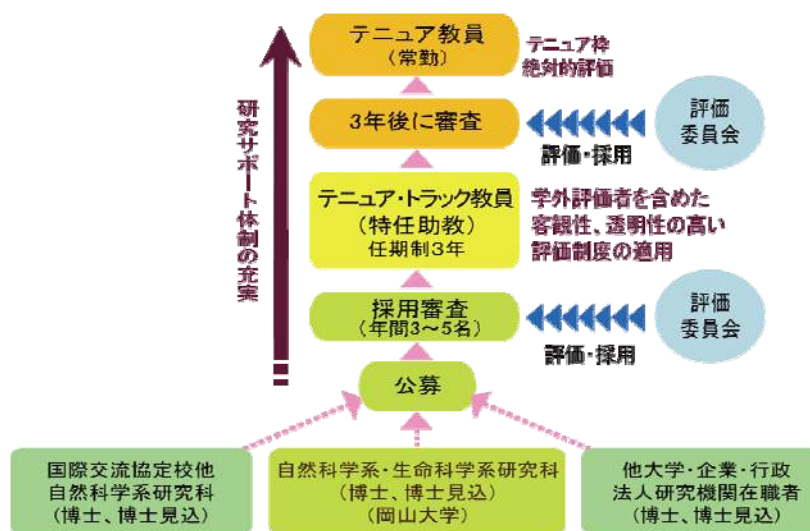 テニュア教員
(常勤)
テニュア枠
絶対的評価
3年後に審査
評価・採用
評価
委員会
研究サポート体制の充実
テニュア・トラック教員
(特任助教)
任期制3年
学外評価者を含めた
客観性、透明性の高い
評価制度の適用
採用審査
(年間3～5名)
評価・採用
評価
委員会
公募
国際交流協定校他
自然科学系研究科
(博士、博士見込)
自然科学系・生命科学系研究科
(博士、博士見込)
(岡山大学)
他大学・企業・行政
法人研究機関在職者
(博士、博士見込)